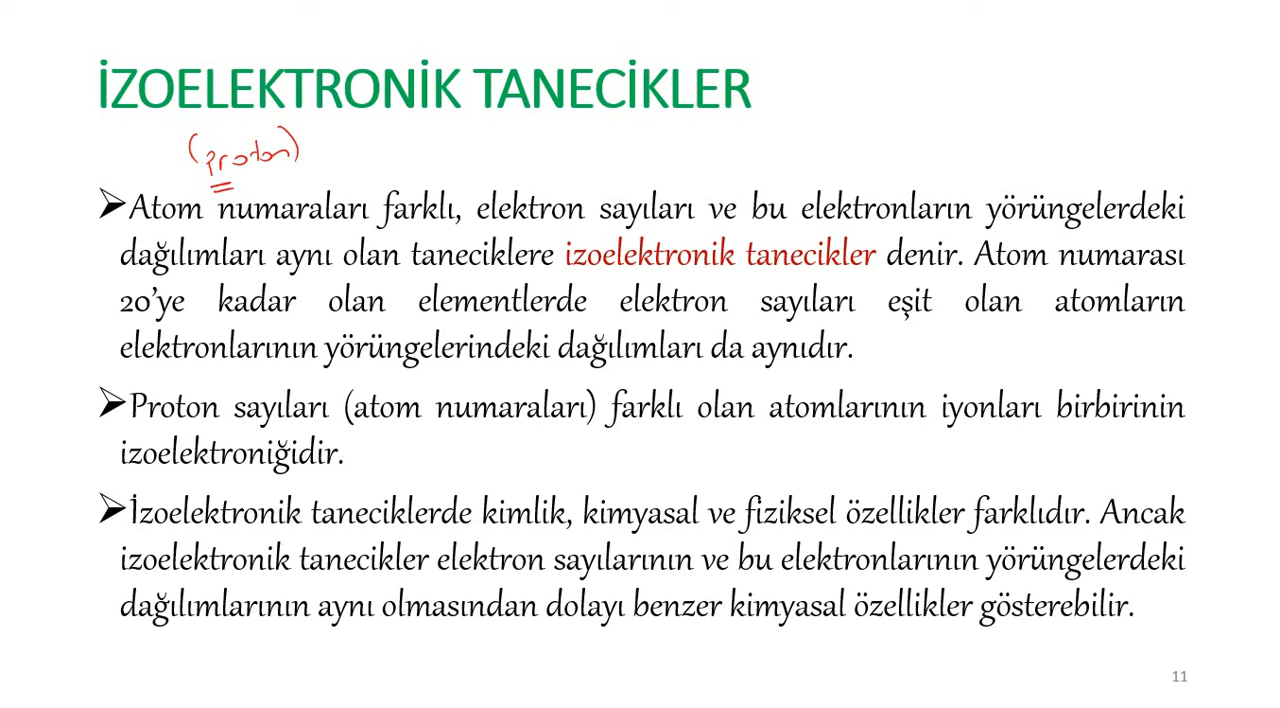 İZOELEKTRONİK TANECİKLER
(proton)
➢Atom numaraları farklı, elektron sayıları ve bu elektronların yörüngelerdeki
dağılımları aynı olan taneciklere izoelektronik tanecikler denir. Atom numarası
20'ye kadar olan elementlerde elektron sayıları eşit olan atomların
elektronlarının yörüngelerindeki dağılımları da aynıdır.
➢Proton sayıları (atom numaraları) farklı olan atomlarının iyonları birbirinin
izoelektroniğidir.
➢İzoelektronik taneciklerde kimlik, kimyasal ve fiziksel özellikler farklıdır. Ancak
izoelektronik tanecikler elektron sayılarının ve bu elektronlarının yörüngelerdeki
dağılımlarının aynı olmasından dolayı benzer kimyasal özellikler gösterebilir.
11